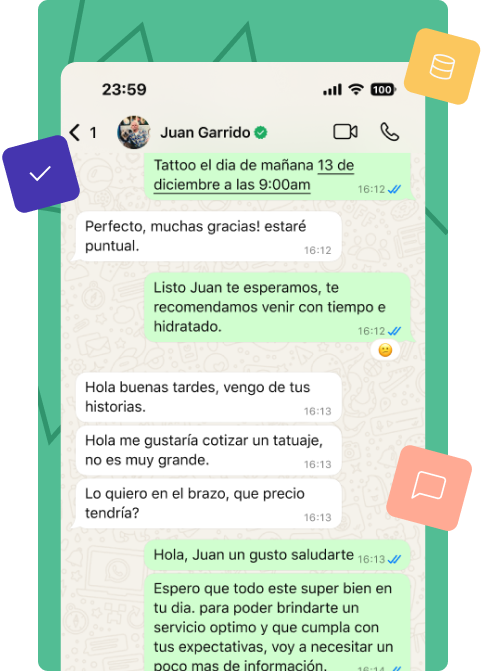 23:59
100
1
Juan Garrido
Tattoo el dia de mañana 13 de
diciembre a las 9:00am
16:12
Perfecto, muchas gracias! estaré
puntual.
16:12
Listo Juan te esperamos, te
recomendamos venir con tiempo e
hidratado.
16:12
Hola buenas tardes, vengo de tus
historias.
16:13
Hola me gustaría cotizar un tatuaje,
no es muy grande.
16:13
Lo quiero en el brazo, que precio
tendría?
16:13
Hola, Juan un gusto saludarte
16:13
Espero que todo este super bien en
tu dia. para poder brindarte un
servicio optimo y que cumpla con
tus expectativas, voy a necesitar un
poco mas de información.
16:14